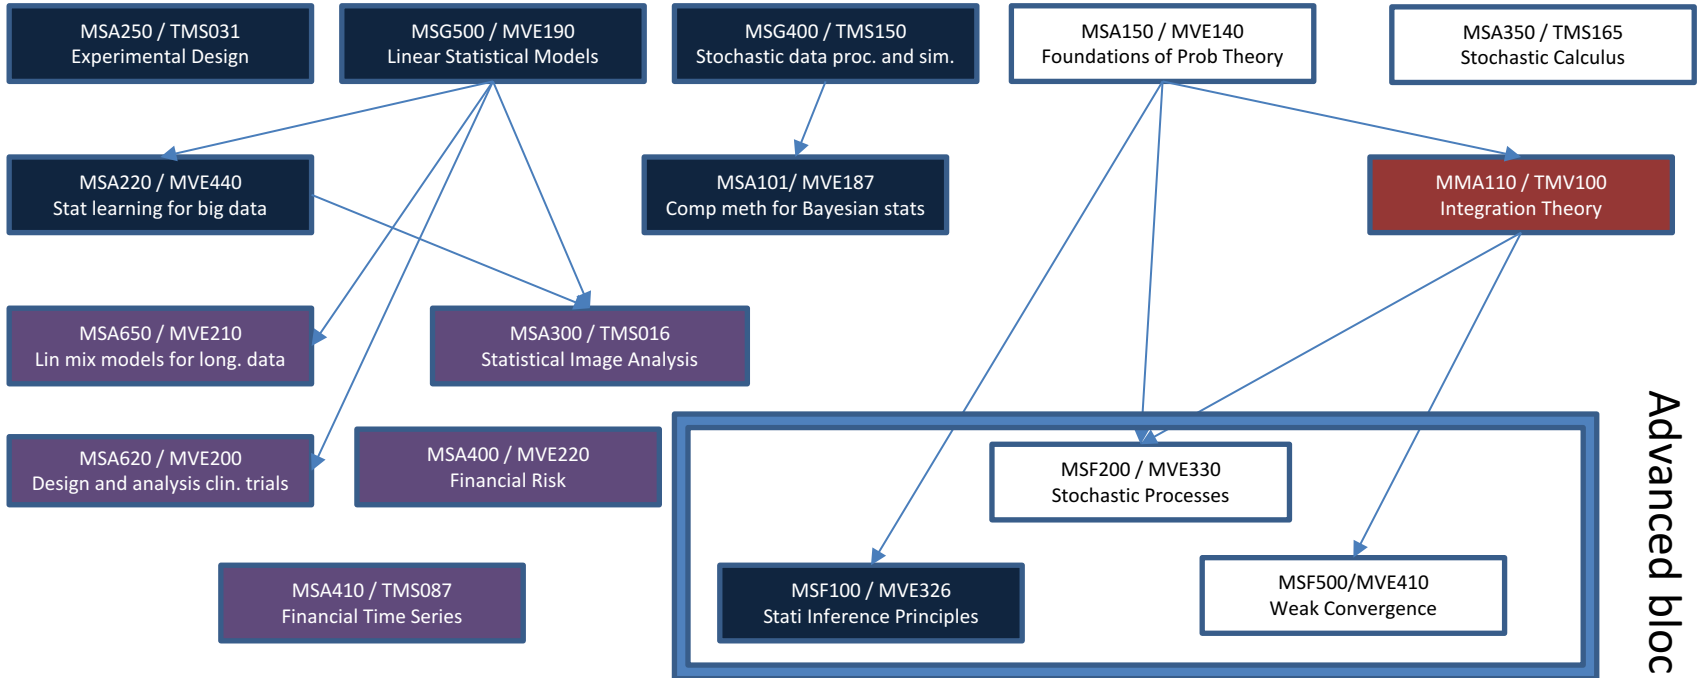 MSA250 / TMS031
Experimental Design
MSG500 / MVE190
Linear Statistical Models
MSG400 / TMS150
Stochastic data proc. and sim.
MSA150 / MVE140
Foundations of Prob Theory
MSA350 / TMS165
Stochastic Calculus
MSA220 / MVE440
Stat learning for big data
MSA101/ MVE187
Comp meth for Bayesian stats
MMA110 / TMV100
Integration Theory
MSA650 / MVE210
Lin mix models for long. data
MSA300 / TMS016
Statistical Image Analysis
MSA620 / MVE200
Design and analysis clin. trials
MSA400 / MVE220
Financial Risk
MSF200 / MVE330
Stochastic Processes
MSA410 / TMS087
Financial Time Series
MSF100 / MVE326
Stati Inference Principles
MSF500/MVE410
Weak Convergence
Advanced bloc